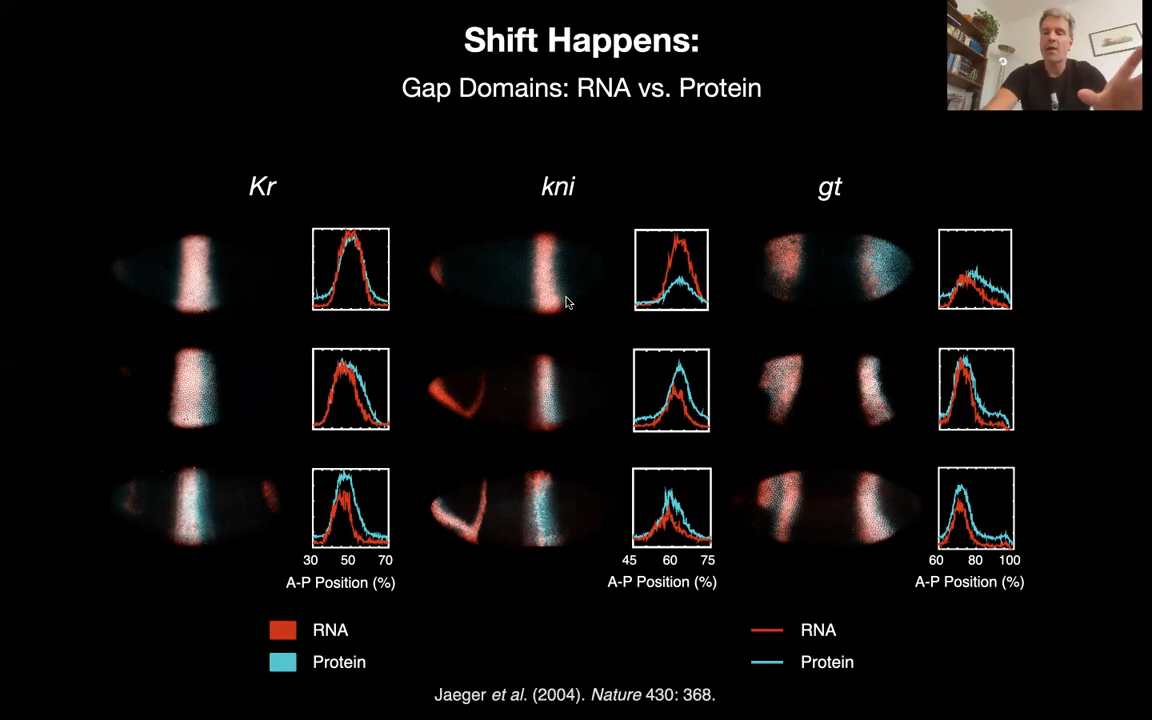 Shift Happens:
Gap Domains: RNA vs. Protein
Kr
kni
gt
30 50 70
A-P Position (%)
45 60 75
A-P Position (%)
60 80 100
A-P Position (%)
RNA
Protein
RNA
Protein
Jaeger et al. (2004). Nature 430: 368.